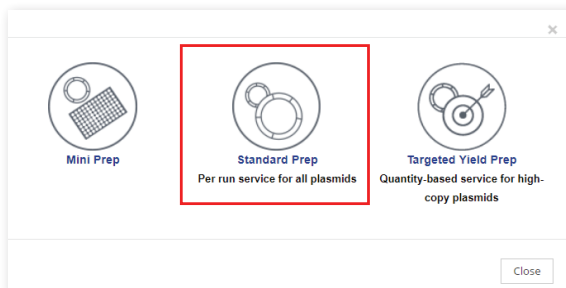 ×
Mini Prep
Standard Prep
Per run service for all plasmids
Targeted Yield Prep
Quantity-based service for high-
copy plasmids
Close